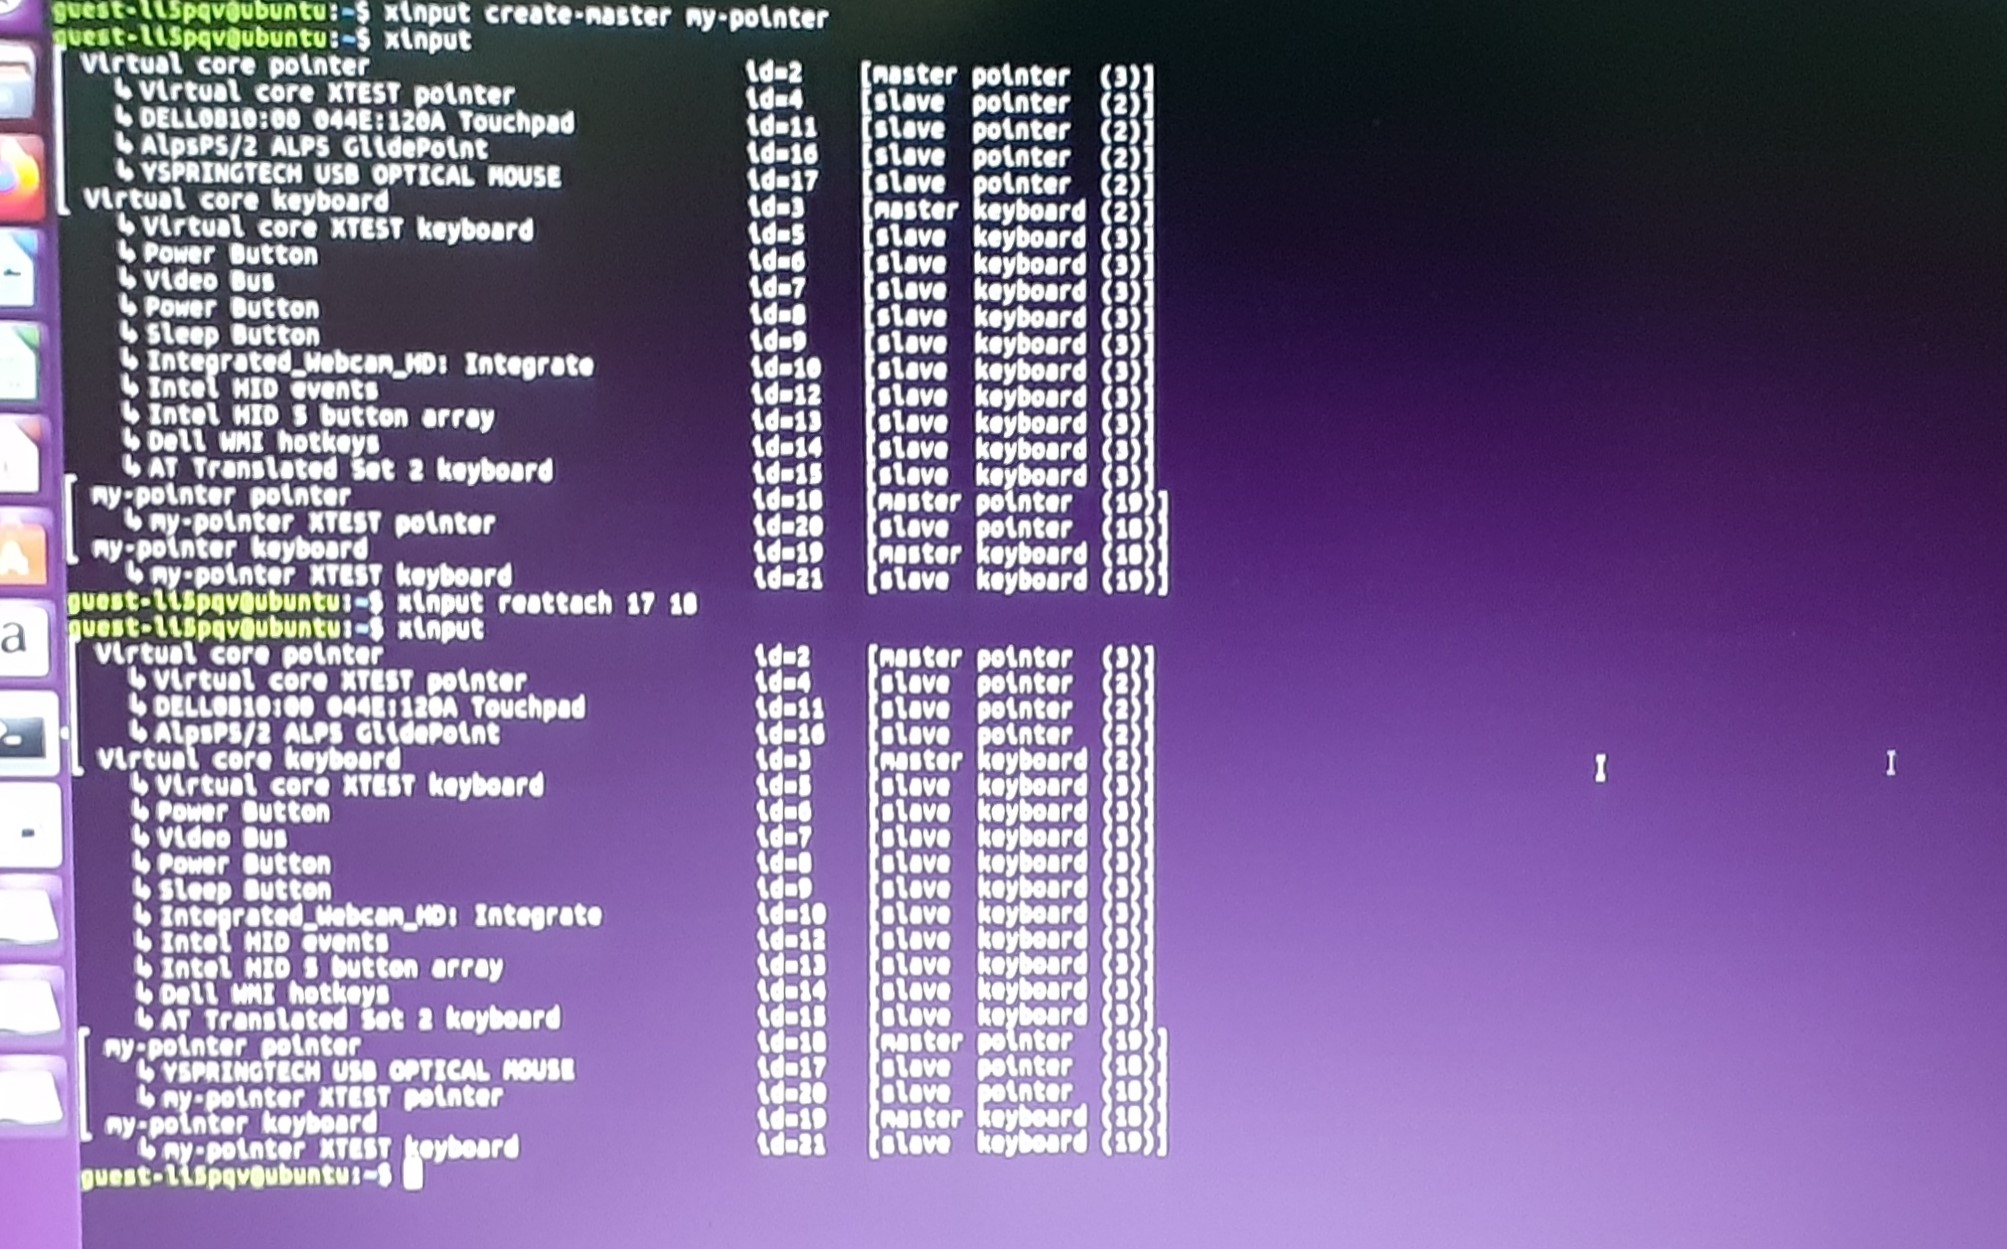 guest-ll5pqv@ubuntu:~$ xinput create-master my-pointer
guest-ll5pqv@ubuntu:~$ xinput
⎡ Virtual core pointer id=2 [master pointer (3)]
⎜ ↳ Virtual core XTEST pointer id=4 [slave pointer (2)]
⎜ ↳ DELL0810:00 044E:120A Touchpad id=11 [slave pointer (2)]
⎜ ↳ AlpsPS/2 ALPS GlidePoint id=16 [slave pointer (2)]
⎜ ↳ YSPRINGTECH USB OPTICAL MOUSE id=17 [slave pointer (2)]
⎣ Virtual core keyboard id=3 [master keyboard (2)]
↳ Virtual core XTEST keyboard id=5 [slave keyboard (3)]
↳ Power Button id=6 [slave keyboard (3)]
↳ Video Bus id=7 [slave keyboard (3)]
↳ Power Button id=8 [slave keyboard (3)]
↳ Sleep Button id=9 [slave keyboard (3)]
↳ Integrated_Webcam_HD: Integrate id=10 [slave keyboard (3)]
↳ Intel HID events id=12 [slave keyboard (3)]
↳ Intel HID 5 button array id=13 [slave keyboard (3)]
↳ Dell WMI hotkeys id=14 [slave keyboard (3)]
↳ AT Translated Set 2 keyboard id=15 [slave keyboard (3)]
⎡ my-pointer pointer id=18 [master pointer (19)]
⎜ ↳ my-pointer XTEST pointer id=20 [slave pointer (18)]
⎣ my-pointer keyboard id=19 [master keyboard (18)]
↳ my-pointer XTEST keyboard id=21 [slave keyboard (19)]
guest-ll5pqv@ubuntu:~$ xinput reattach 17 18
guest-ll5pqv@ubuntu:~$ xinput
⎡ Virtual core pointer id=2 [master pointer (3)]
⎜ ↳ Virtual core XTEST pointer id=4 [slave pointer (2)]
⎜ ↳ DELL0810:00 044E:120A Touchpad id=11 [slave pointer (2)]
⎜ ↳ AlpsPS/2 ALPS GlidePoint id=16 [slave pointer (2)]
⎣ Virtual core keyboard id=3 [master keyboard (2)]
↳ Virtual core XTEST keyboard id=5 [slave keyboard (3)]
↳ Power Button id=6 [slave keyboard (3)]
↳ Video Bus id=7 [slave keyboard (3)]
↳ Power Button id=8 [slave keyboard (3)]
↳ Sleep Button id=9 [slave keyboard (3)]
↳ Integrated_Webcam_HD: Integrate id=10 [slave keyboard (3)]
↳ Intel HID events id=12 [slave keyboard (3)]
↳ Intel HID 5 button array id=13 [slave keyboard (3)]
↳ Dell WMI hotkeys id=14 [slave keyboard (3)]
↳ AT Translated Set 2 keyboard id=15 [slave keyboard (3)]
⎡ my-pointer pointer id=18 [master pointer (19)]
⎜ ↳ YSPRINGTECH USB OPTICAL MOUSE id=17 [slave pointer (18)]
⎜ ↳ my-pointer XTEST pointer id=20 [slave pointer (18)]
⎣ my-pointer keyboard id=19 [master keyboard (18)]
↳ my-pointer XTEST keyboard id=21 [slave keyboard (19)]
guest-ll5pqv@ubuntu:~$
A
a